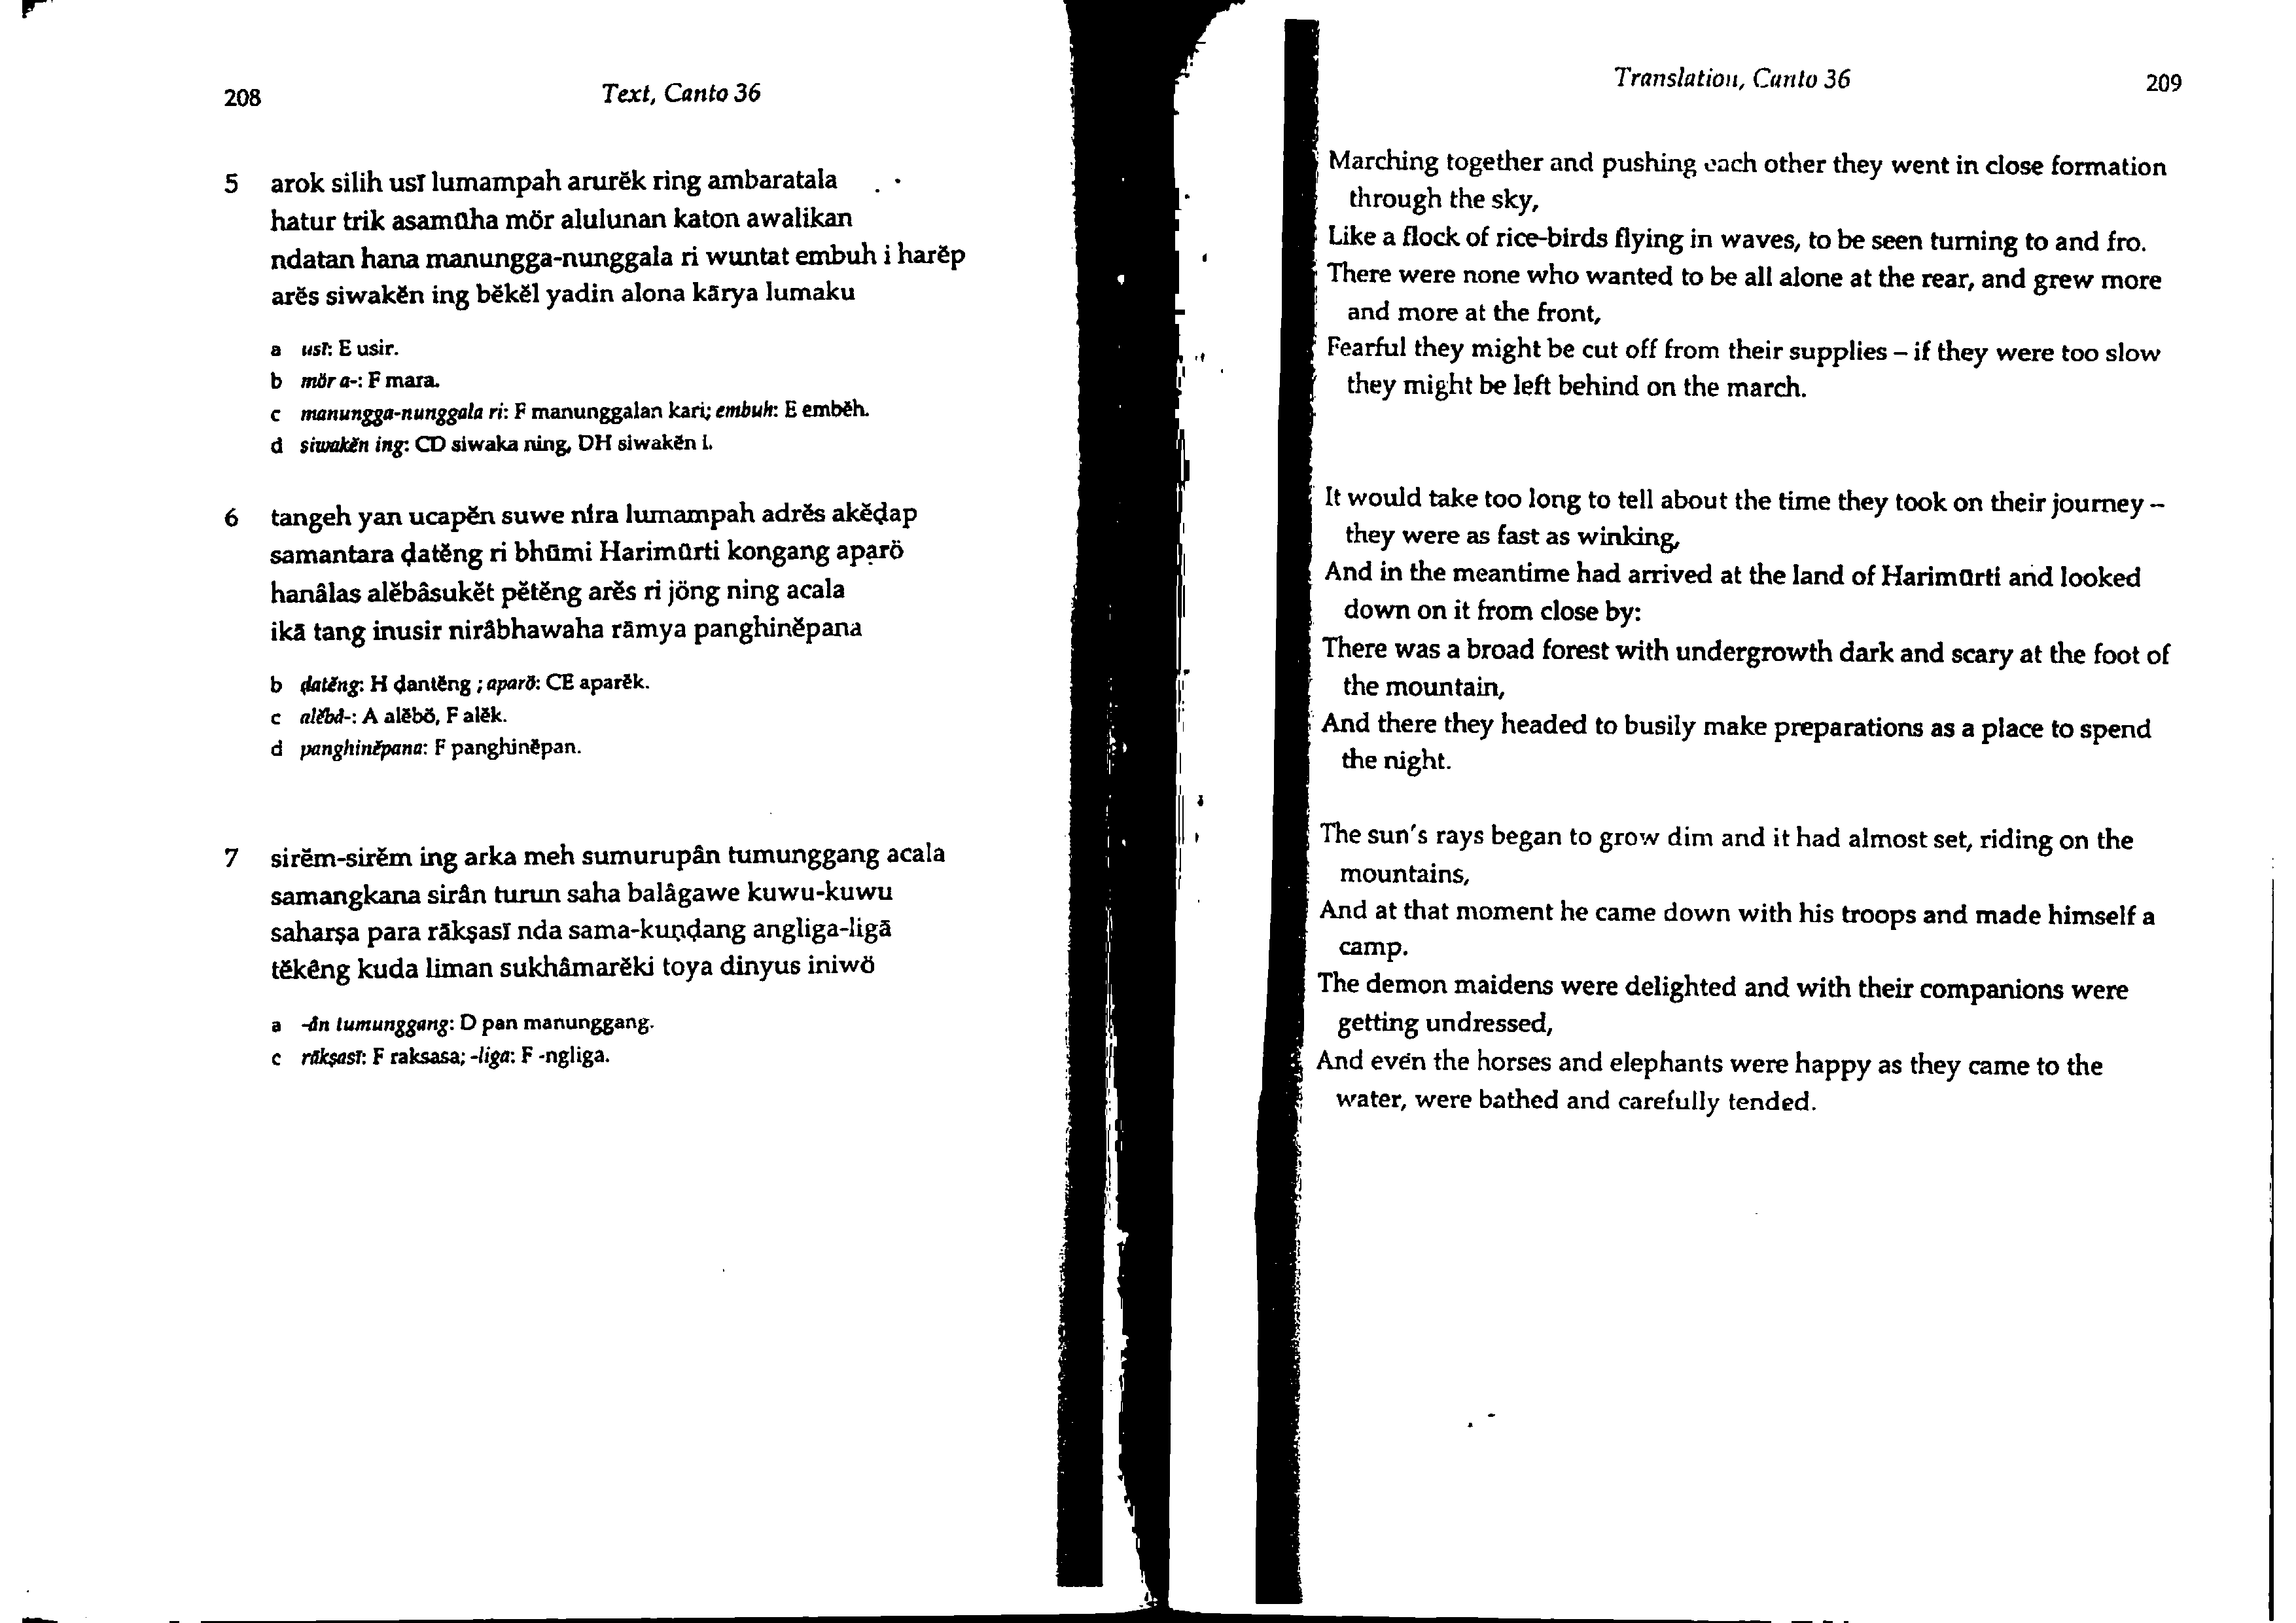 208
Text, Canto 36
5 arok silih usī lumampah arurĕk ring ambaratala
hatur trik asamūha mör alulunan katon awalikan
ndatan hana manungga-nunggala ri wuntat embuh i harĕp
arĕs siwakĕn ing bĕkĕl yadin alona kārya lumaku
a usī: E usir.
b mör a-: F mara.
c manungga-nunggala ri: F manunggalan kari; embuh: E embĕh.
d siwakĕn ing: CD siwaka ning, DH siwakĕn i.
6 tangeh yan ucapĕn suwe nira lumampah adrĕs akĕḍap
samantara ḍatĕng ri bhūmi Harimūrti kongang apạrö
hanâlas alĕbâsukĕt pĕtĕng arĕs ri jöng ning acala
ikā tang inusir nirâbhawaha rāmya panghinĕpana
b ḍatĕng: H ḍantĕng ; aparö: CE aparĕk.
c alĕbâ-: A alĕbö, F alĕk.
d panghinĕpana: F panghinĕpan.
7 sirĕm-sirĕm ing arka meh sumurupân tumunggang acala
samangkana sirân turun saha balâgawe kuwu-kuwu
saharṣa para rākṣasī nda sama-kuṇḍang angliga-ligā
tĕkêng kuda liman sukhâmarĕki toya dinyus iniwö
a -ân tumunggang: D pan manunggang.
c rākṣasī: F raksasa; -liga: F -ngliga.
Translation, Canto 36
209
Marching together and pushing each other they went in close formation
through the sky,
Like a flock of rice-birds flying in waves, to be seen turning to and fro.
There were none who wanted to be all alone at the rear, and grew more
and more at the front,
Fearful they might be cut off from their supplies – if they were too slow
they might be left behind on the march.
It would take too long to tell about the time they took on their journey –
they were as fast as winking,
And in the meantime had arrived at the land of Harimūrti and looked
down on it from close by:
There was a broad forest with undergrowth dark and scary at the foot of
the mountain,
And there they headed to busily make preparations as a place to spend
the night.
The sun's rays began to grow dim and it had almost set, riding on the
mountains,
And at that moment he came down with his troops and made himself a
camp.
The demon maidens were delighted and with their companions were
getting undressed,
And even the horses and elephants were happy as they came to the
water, were bathed and carefully tended.